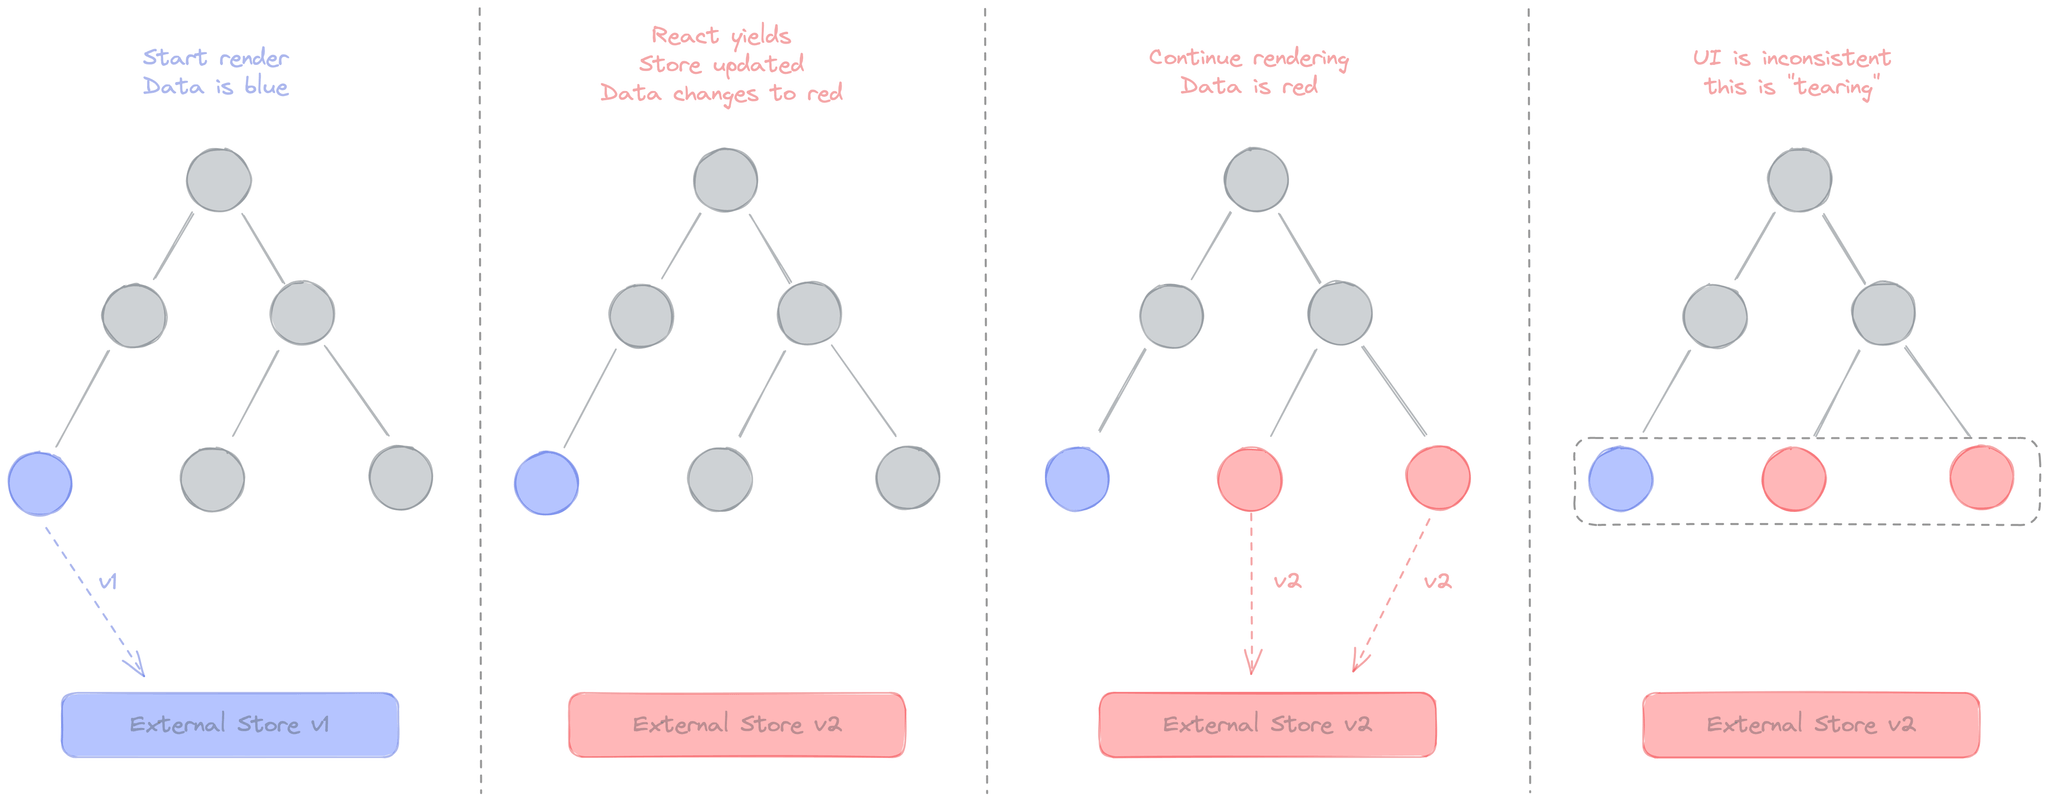 Start render
Data is blue
v1
External Store v1
React yields
Store updated
Data changes to red
External Store v2
Continue rendering
Data is red
v2
v2
External Store v2
UI is inconsistent
this is "tearing"
External Store v2